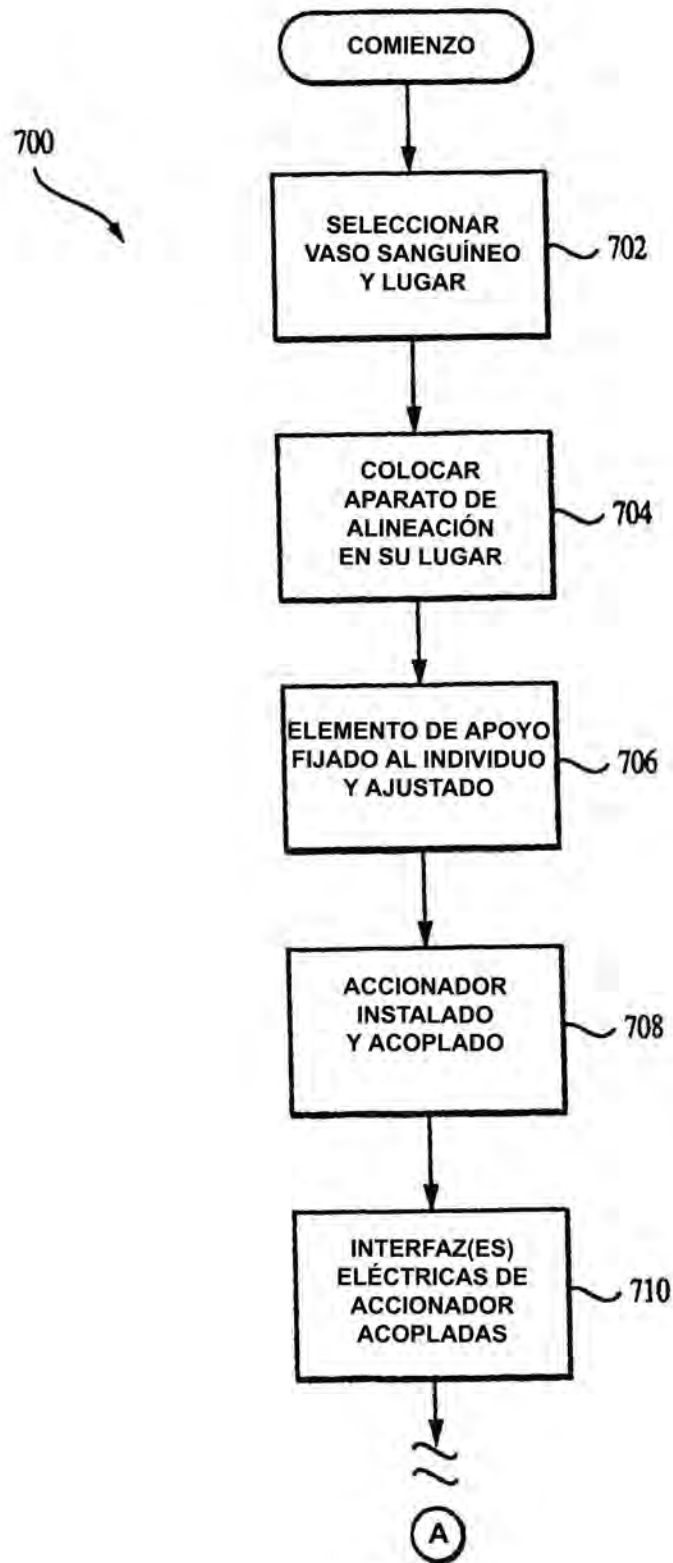 COMIENZO
700
SELECCIONAR
VASO SANGUÍNEO
Y LUGAR
702
COLOCAR
APARATO DE
ALINEACIÓN
EN SU LUGAR
704
ELEMENTO DE APOYO
FIJADO AL INDIVIDUO
Y AJUSTADO
706
ACCIONADOR
INSTALADO
Y ACOPLADO
708
INTERFAZ(ES)
ELÉCTRICAS DE
ACCIONADOR
ACOPLADAS
710
A